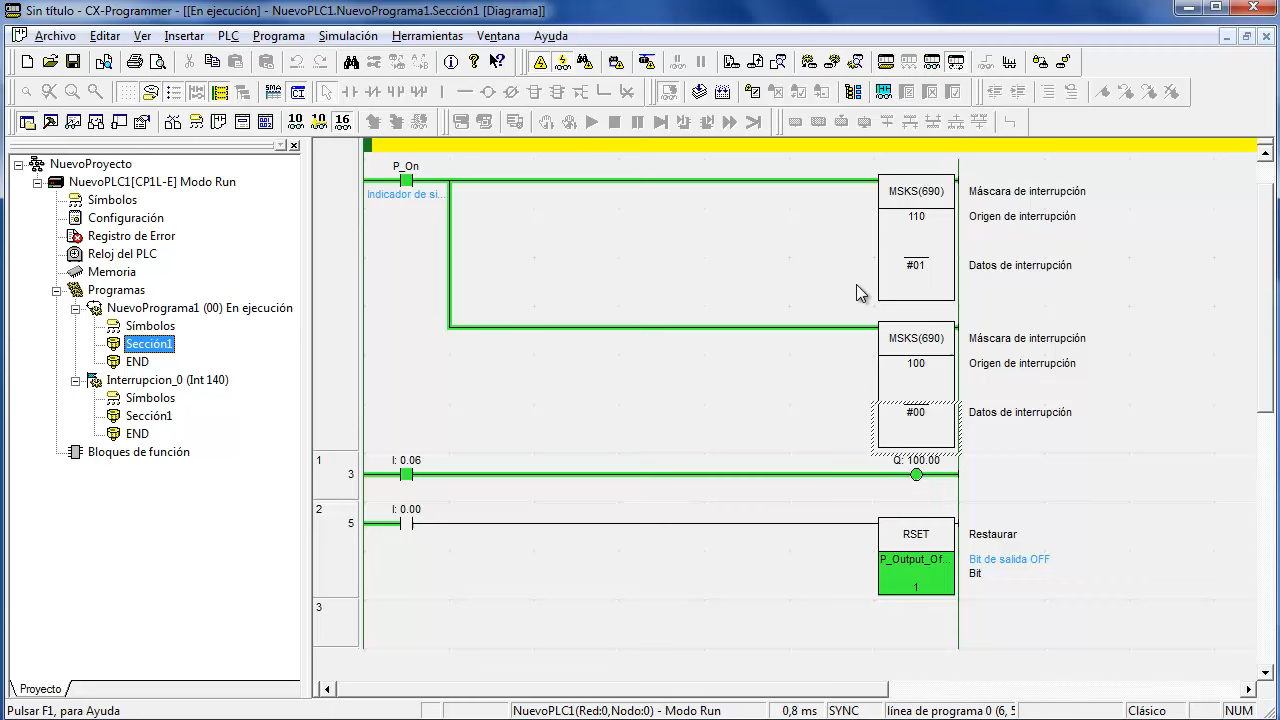 Sin título - CX-Programmer - [[En ejecución] - NuevoPLC1.NuevoPrograma1.Sección1 [Diagrama]]
Archivo Editar Ver Insertar PLC Programa Simulación Herramientas Ventana Ayuda
10 10 16
NuevoProyecto
NuevoPLC1[CP1L-E] Modo Run
Símbolos
Configuración
Registro de Error
Reloj del PLC
Memoria
Programas
NuevoPrograma1 (00) En ejecución
Símbolos
Sección1
END
Interrupcion_0 (Int 140)
Símbolos
Sección1
END
Bloques de función
Proyecto
P_On
Indicador de si...
MSKS(690) Máscara de interrupción
110 Origen de interrupción
#01 Datos de interrupción
MSKS(690) Máscara de interrupción
100 Origen de interrupción
#00 Datos de interrupción
1
3
I: 0.06 Q: 100.00
2
5
I: 0.00
RSET Restaurar
P_Output_Of... Bit de salida OFF
Bit
1
3
Pulsar F1, para Ayuda
NuevoPLC1(Red:0,Nodo:0) - Modo Run
0,8 ms
SYNC
línea de programa 0 (6, 5
Clásico
NUM